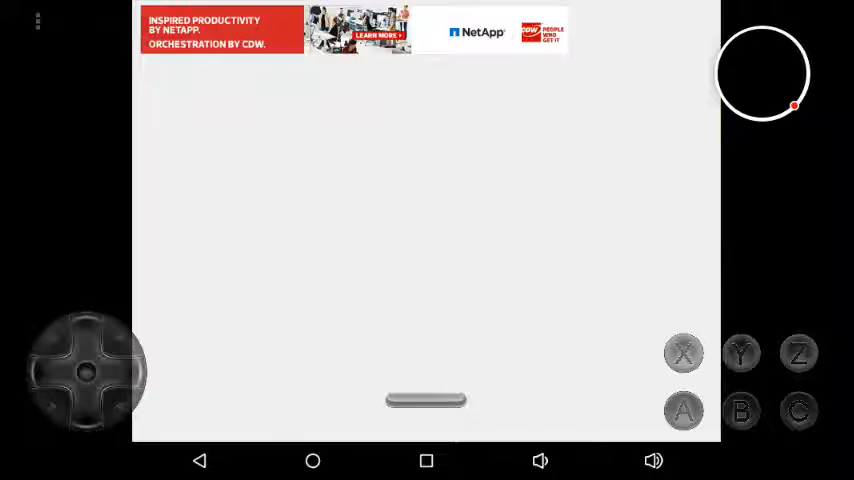 INSPIRED PRODUCTIVITY
BY NETAPP.
ORCHESTRATION BY CDW.
LEARN MORE >
NetApp
CDW
PEOPLE
WHO
GET IT
X Y Z
A B C